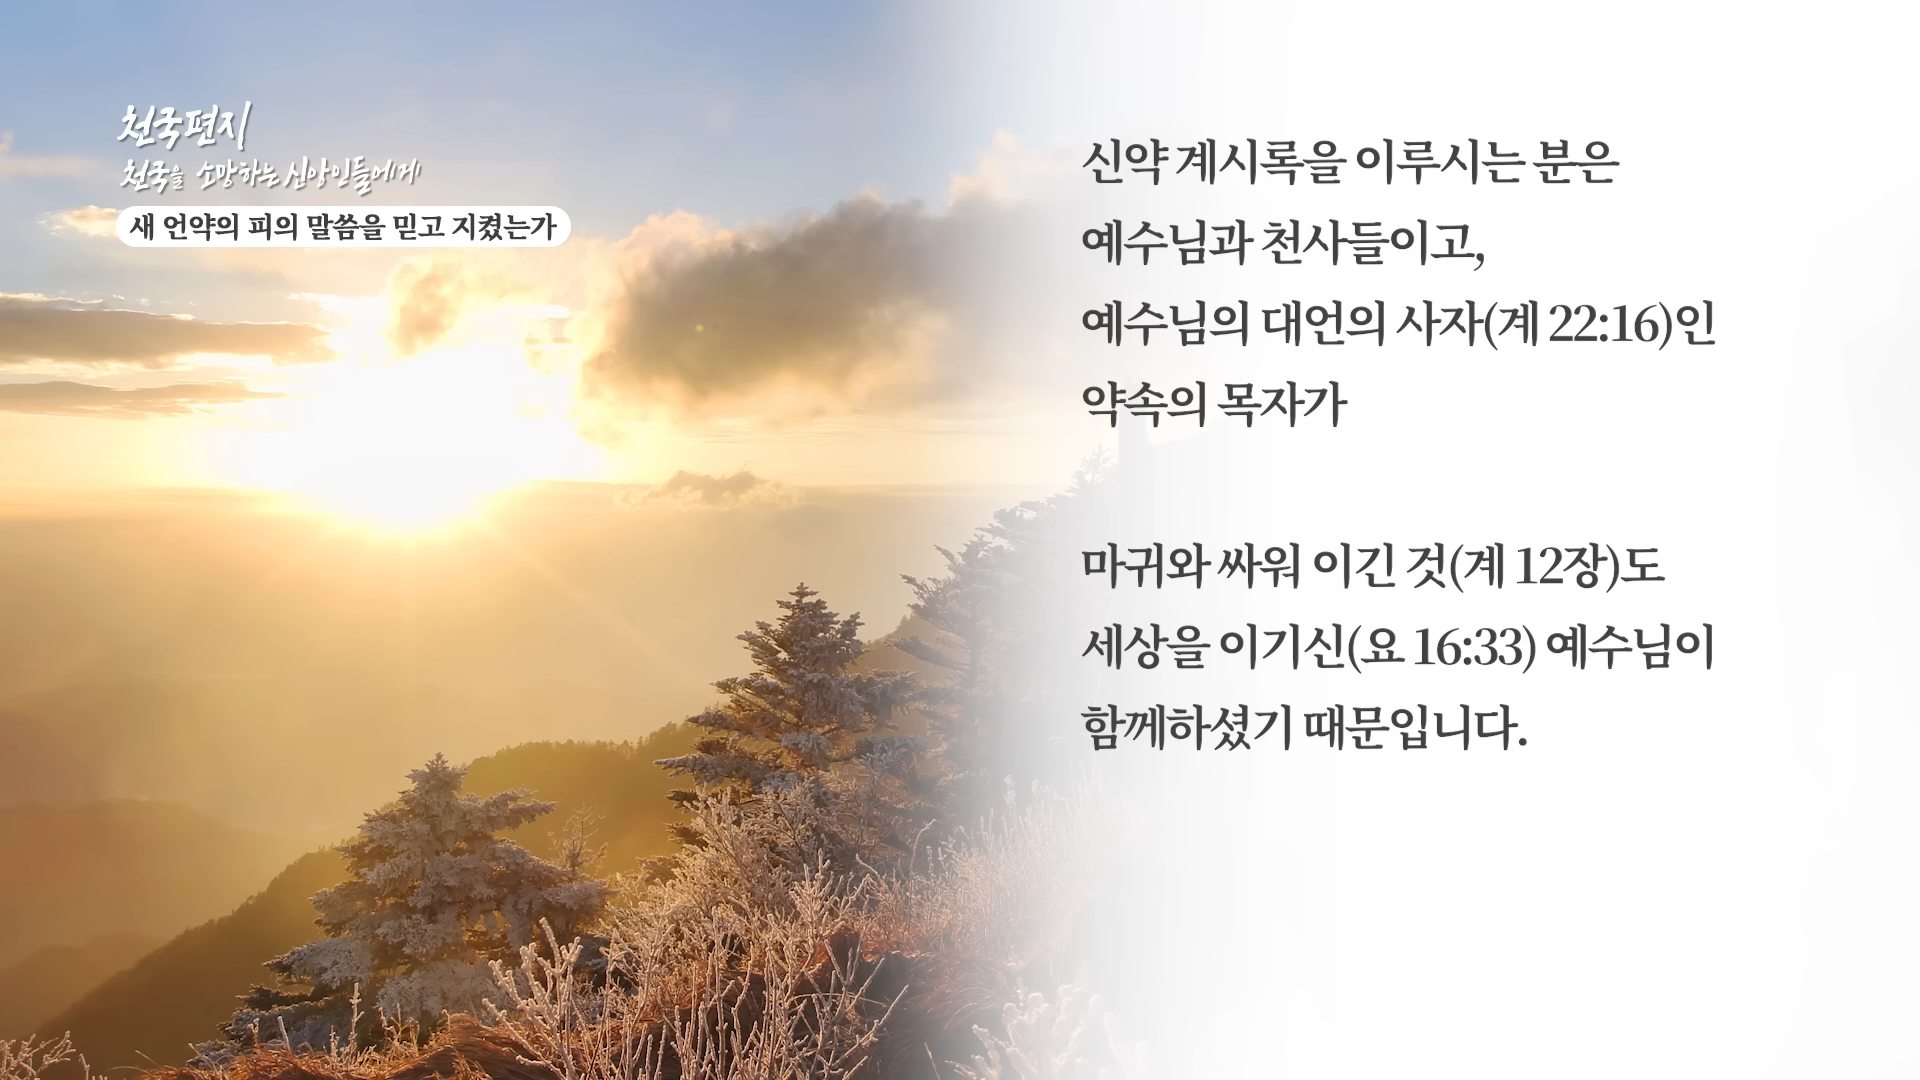 천국편지
천국을 소망하는 신앙인들에게
새 언약의 피의 말씀을 믿고 지켰는가
신약 계시록을 이루시는 분은
예수님과 천사들이고,
예수님의 대언의 사자(계 22:16)인
약속의 목자가
마귀와 싸워 이긴 것(계 12장)도
세상을 이기신(요 16:33) 예수님이
함께하셨기 때문입니다.